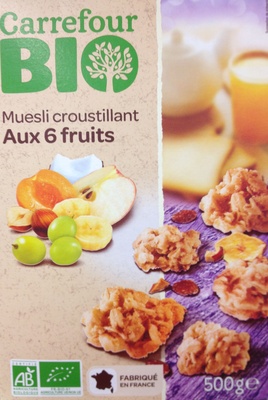 Carrefour
BIO
Muesli croustillant
Aux 6 fruits
AB
FABRIQUÉ
EN FRANCE
500g e